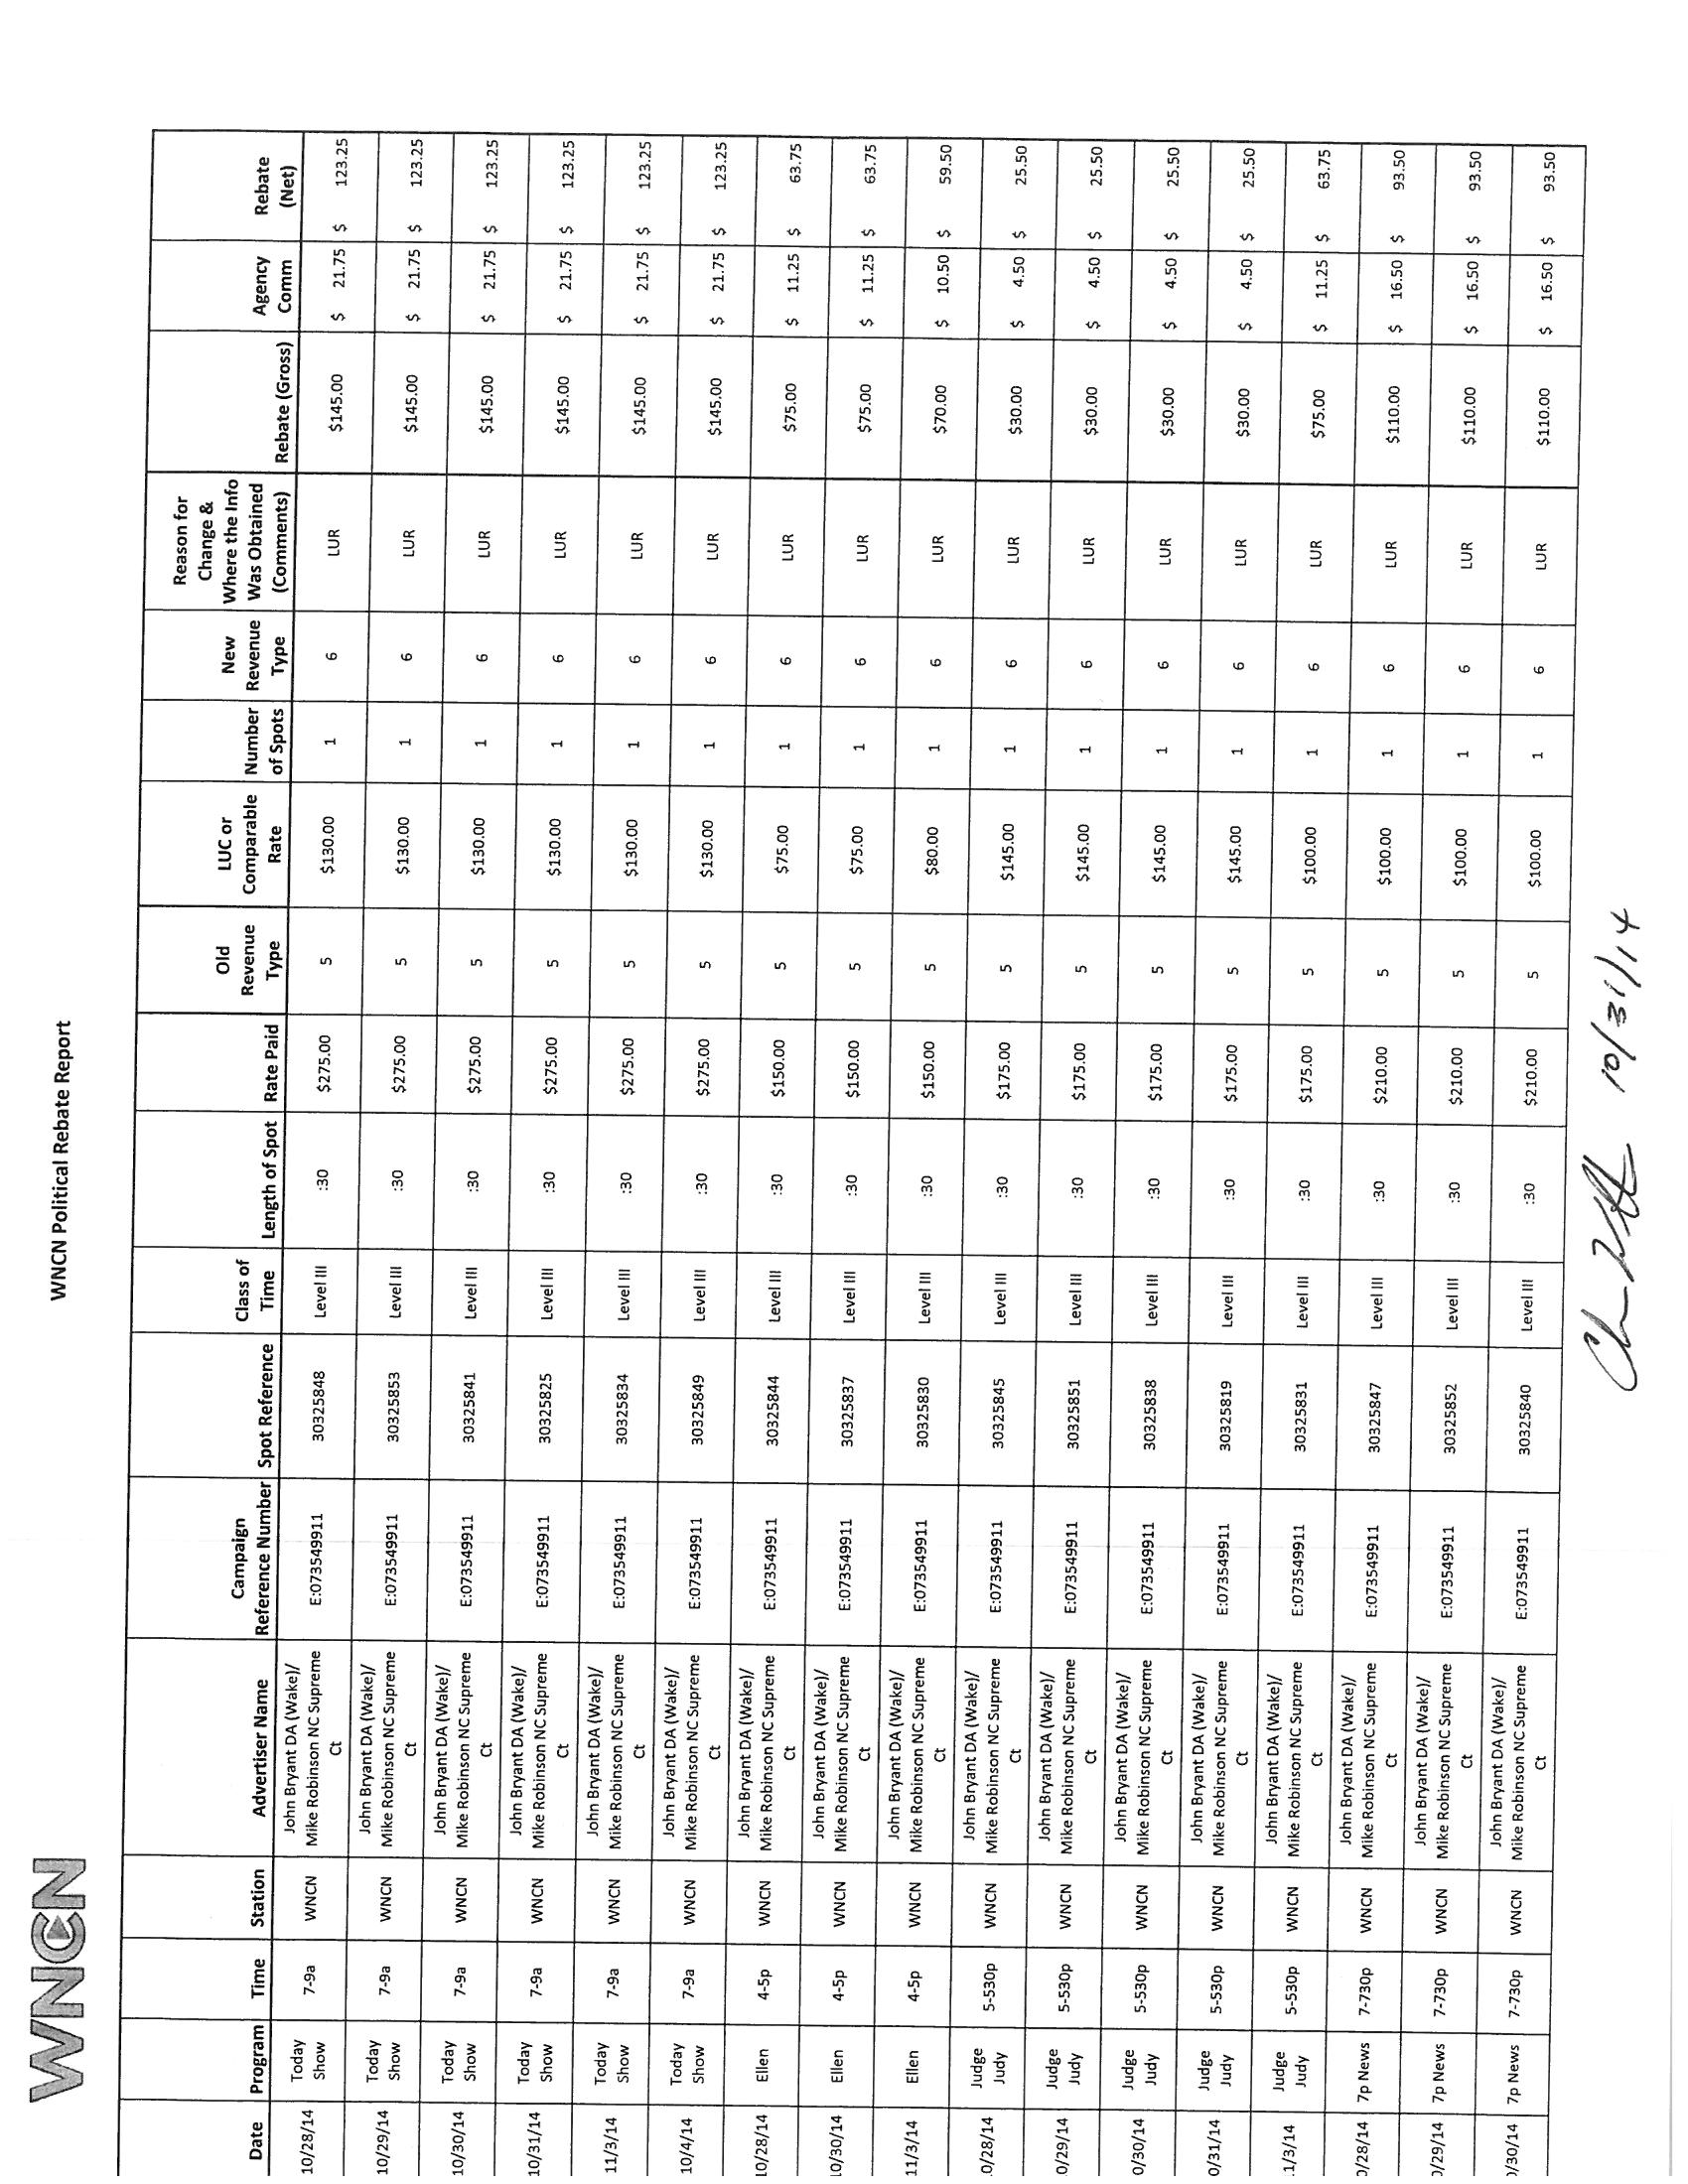 WNCN
WNCN Political Rebate Report
Date Program Time Station Advertiser Name Campaign Reference Number Spot Reference Class of Time Length of Spot Rate Paid Old Revenue Type LUC or Comparable Rate Number of Spots New Revenue Type Reason for Change & Where the Info Was Obtained (Comments) Rebate (Gross) Agency Comm Rebate (Net)
10/28/14 Today Show 7-9a WNCN John Bryant DA (Wake)/ Mike Robinson NC Supreme Ct E:073549911 30325848 Level III :30 $275.00 5 $130.00 1 6 LUR $145.00 $ 21.75 $ 123.25
10/29/14 Today Show 7-9a WNCN John Bryant DA (Wake)/ Mike Robinson NC Supreme Ct E:073549911 30325853 Level III :30 $275.00 5 $130.00 1 6 LUR $145.00 $ 21.75 $ 123.25
10/30/14 Today Show 7-9a WNCN John Bryant DA (Wake)/ Mike Robinson NC Supreme Ct E:073549911 30325841 Level III :30 $275.00 5 $130.00 1 6 LUR $145.00 $ 21.75 $ 123.25
10/31/14 Today Show 7-9a WNCN John Bryant DA (Wake)/ Mike Robinson NC Supreme Ct E:073549911 30325825 Level III :30 $275.00 5 $130.00 1 6 LUR $145.00 $ 21.75 $ 123.25
11/3/14 Today Show 7-9a WNCN John Bryant DA (Wake)/ Mike Robinson NC Supreme Ct E:073549911 30325834 Level III :30 $275.00 5 $130.00 1 6 LUR $145.00 $ 21.75 $ 123.25
10/4/14 Today Show 7-9a WNCN John Bryant DA (Wake)/ Mike Robinson NC Supreme Ct E:073549911 30325849 Level III :30 $275.00 5 $130.00 1 6 LUR $145.00 $ 21.75 $ 123.25
10/28/14 Ellen 4-5p WNCN John Bryant DA (Wake)/ Mike Robinson NC Supreme Ct E:073549911 30325844 Level III :30 $150.00 5 $75.00 1 6 LUR $75.00 $ 11.25 $ 63.75
10/30/14 Ellen 4-5p WNCN John Bryant DA (Wake)/ Mike Robinson NC Supreme Ct E:073549911 30325837 Level III :30 $150.00 5 $75.00 1 6 LUR $75.00 $ 11.25 $ 63.75
11/3/14 Ellen 4-5p WNCN John Bryant DA (Wake)/ Mike Robinson NC Supreme Ct E:073549911 30325830 Level III :30 $150.00 5 $80.00 1 6 LUR $70.00 $ 10.50 $ 59.50
0/28/14 Judge Judy 5-530p WNCN John Bryant DA (Wake)/ Mike Robinson NC Supreme Ct E:073549911 30325845 Level III :30 $175.00 5 $145.00 1 6 LUR $30.00 $ 4.50 $ 25.50
0/29/14 Judge Judy 5-530p WNCN John Bryant DA (Wake)/ Mike Robinson NC Supreme Ct E:073549911 30325851 Level III :30 $175.00 5 $145.00 1 6 LUR $30.00 $ 4.50 $ 25.50
0/30/14 Judge Judy 5-530p WNCN John Bryant DA (Wake)/ Mike Robinson NC Supreme Ct E:073549911 30325838 Level III :30 $175.00 5 $145.00 1 6 LUR $30.00 $ 4.50 $ 25.50
0/31/14 Judge Judy 5-530p WNCN John Bryant DA (Wake)/ Mike Robinson NC Supreme Ct E:073549911 30325819 Level III :30 $175.00 5 $145.00 1 6 LUR $30.00 $ 4.50 $ 25.50
1/3/14 Judge Judy 5-530p WNCN John Bryant DA (Wake)/ Mike Robinson NC Supreme Ct E:073549911 30325831 Level III :30 $175.00 5 $100.00 1 6 LUR $75.00 $ 11.25 $ 63.75
0/28/14 7p News 7-730p WNCN John Bryant DA (Wake)/ Mike Robinson NC Supreme Ct E:073549911 30325847 Level III :30 $210.00 5 $100.00 1 6 LUR $110.00 $ 16.50 $ 93.50
0/29/14 7p News 7-730p WNCN John Bryant DA (Wake)/ Mike Robinson NC Supreme Ct E:073549911 30325852 Level III :30 $210.00 5 $100.00 1 6 LUR $110.00 $ 16.50 $ 93.50
/30/14 7p News 7-730p WNCN John Bryant DA (Wake)/ Mike Robinson NC Supreme Ct E:073549911 30325840 Level III :30 $210.00 5 $100.00 1 6 LUR $110.00 $ 16.50 $ 93.50
10/31/14